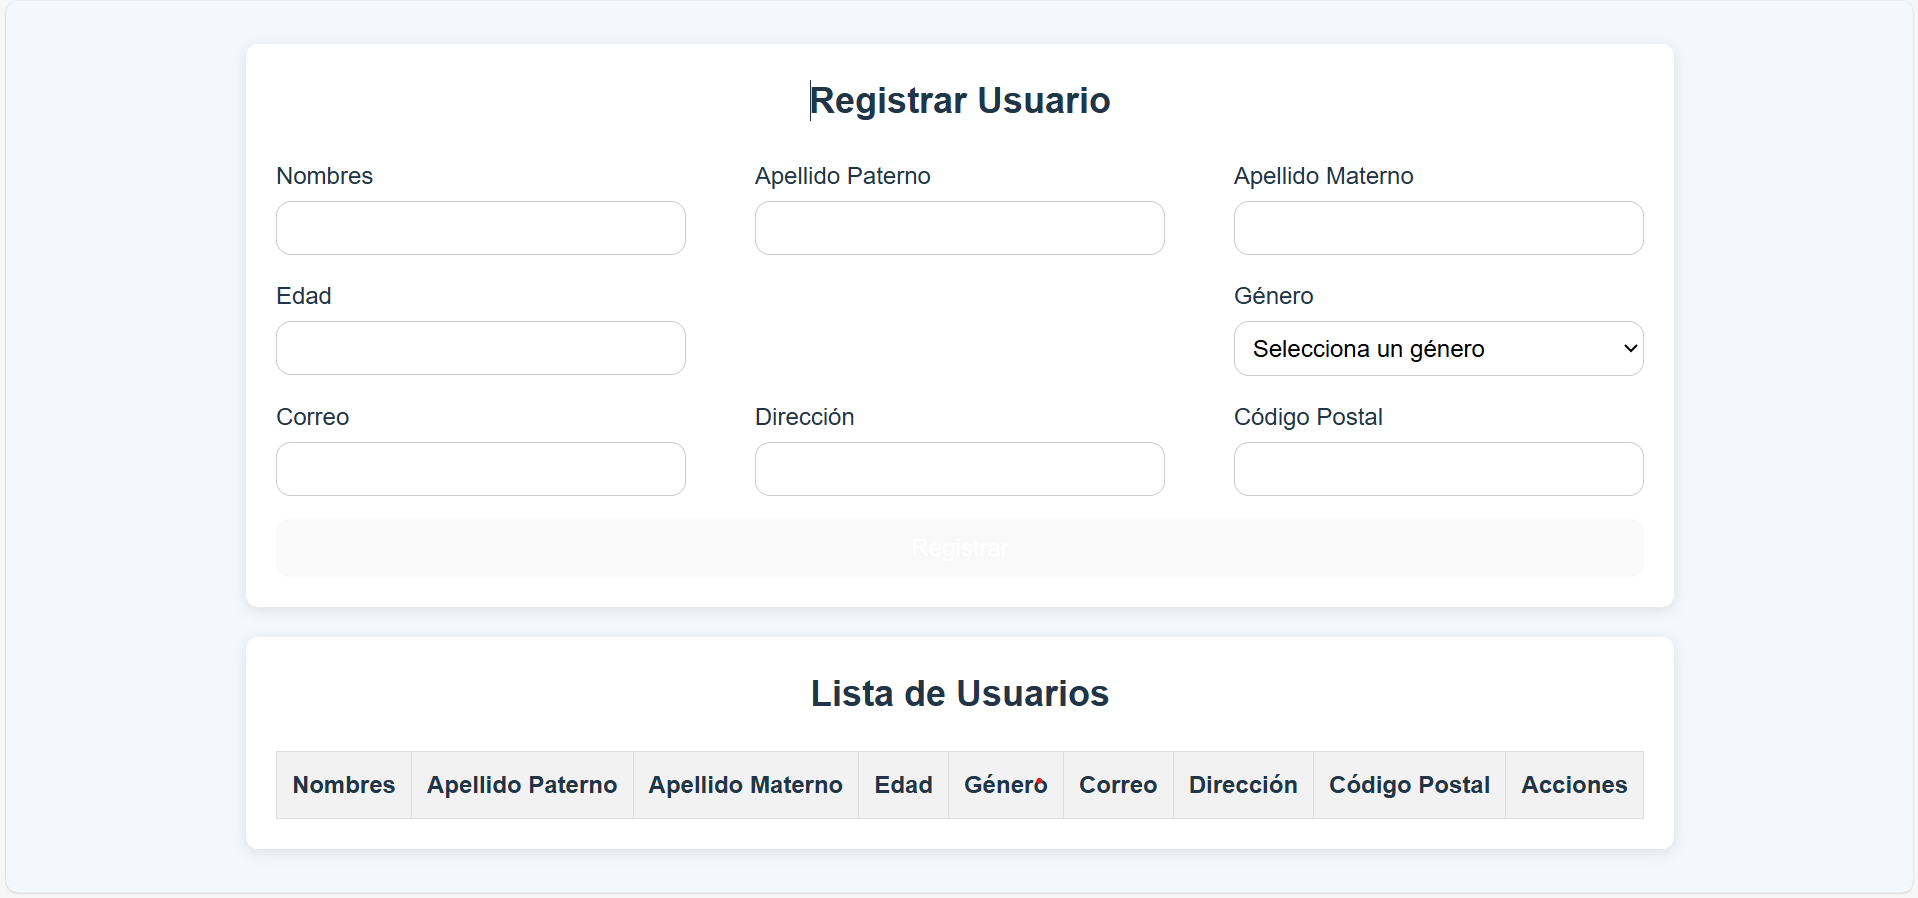 Registrar Usuario
Nombres Apellido Paterno Apellido Materno
Edad Género
Selecciona un género
Correo Dirección Código Postal
Registrar
Lista de Usuarios
Nombres Apellido Paterno Apellido Materno Edad Género Correo Dirección Código Postal Acciones